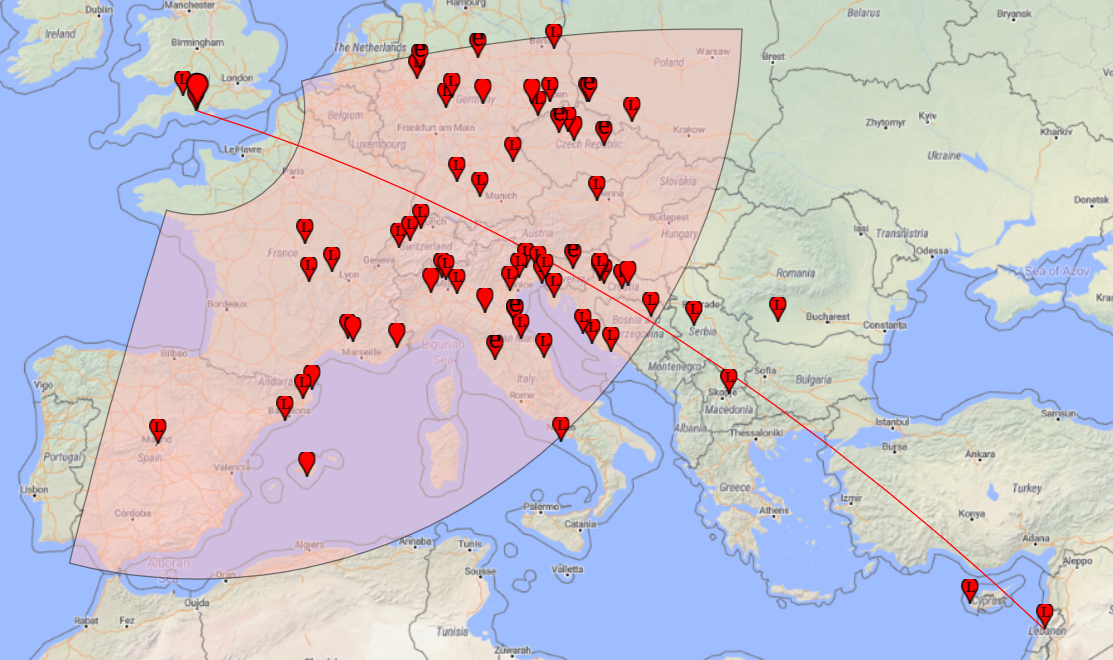 Hamburg
Manchester
Dublin
Belarus
Bryansk
Ireland
Birmingham
The Netherlands
L
Warsaw
Brest
Poland
London
Germany
Belgium
Frankfurt am Main
Krakow
Zhytomyr
Kyiv
Kharkiv
Czech Republic
Luxembourg
Le Havre
Ukraine
Paris
Slovakia
Munich
Donetsk
Budapest
Hungary
Iasi
Transnistria
Austria
Odessa
France
Switzerland
Geneva
Lyon
Romania
Sea of Azov
Bordeaux
Bucharest
Constanta
Serbia
Ligurian
Sea
Marseille
Bilbao
Montenegro
Sofia
Bulgaria
Vigo
Andorra
Italy
Rome
Skopje
Macedonia
Barcelona
Albania
Thessaloniki
Istanbul
Samsun
Madrid
Spain
Portugal
Bursa
Ankara
Valencia
Lisbon
Greece
Izmir
Turkey
Córdoba
Palermo
Athens
Konya
Catania
Adana
Algiers
Annaba
Tunis
Alboran
Sea
Oran
Sousse
Valletta
Aleppo
Oujda
Cyprus
Rabat
Fez
Tunisia
Lebanon
Zuwarah